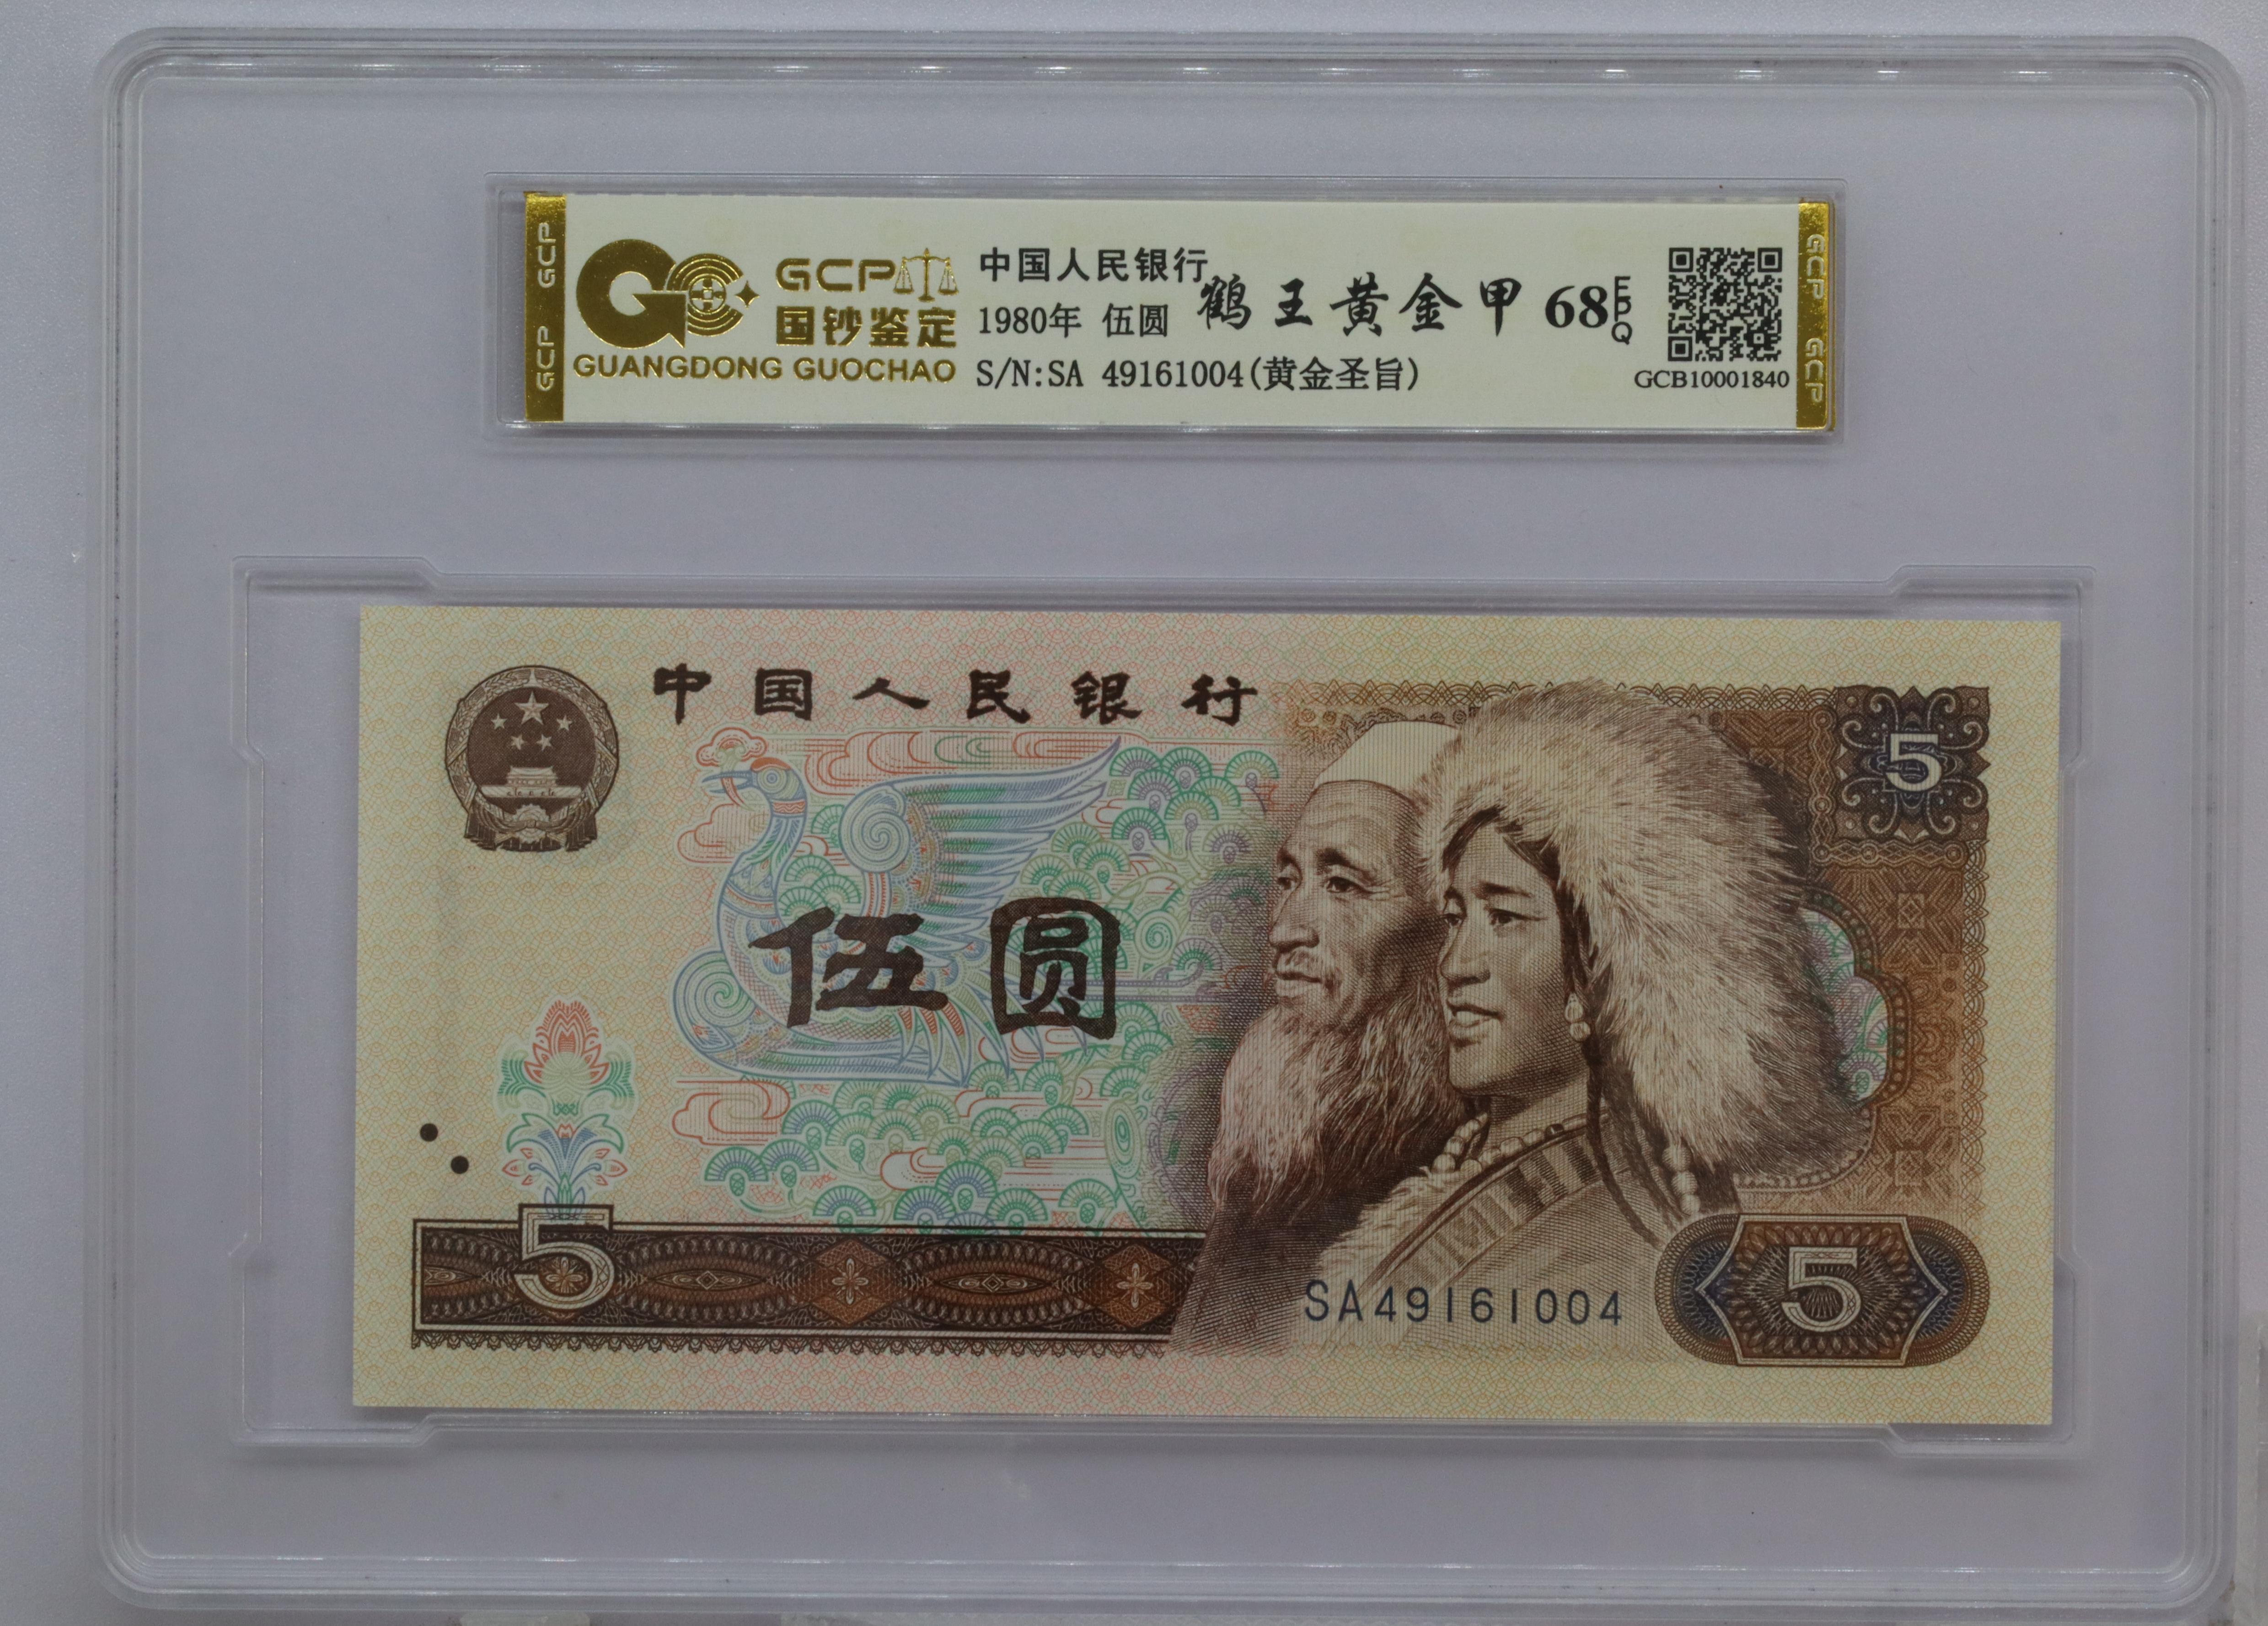 GCP GCP
GCP
国钞鉴定
GUANGDONG GUOCHAO
中国人民银行
1980年 伍圆
S/N:SA 49161004(黄金圣旨)
鹤王黄金甲 68 EPQ
GCB10001840
GCP GCP
中国人民银行
5
伍圆
5
SA49161004
5